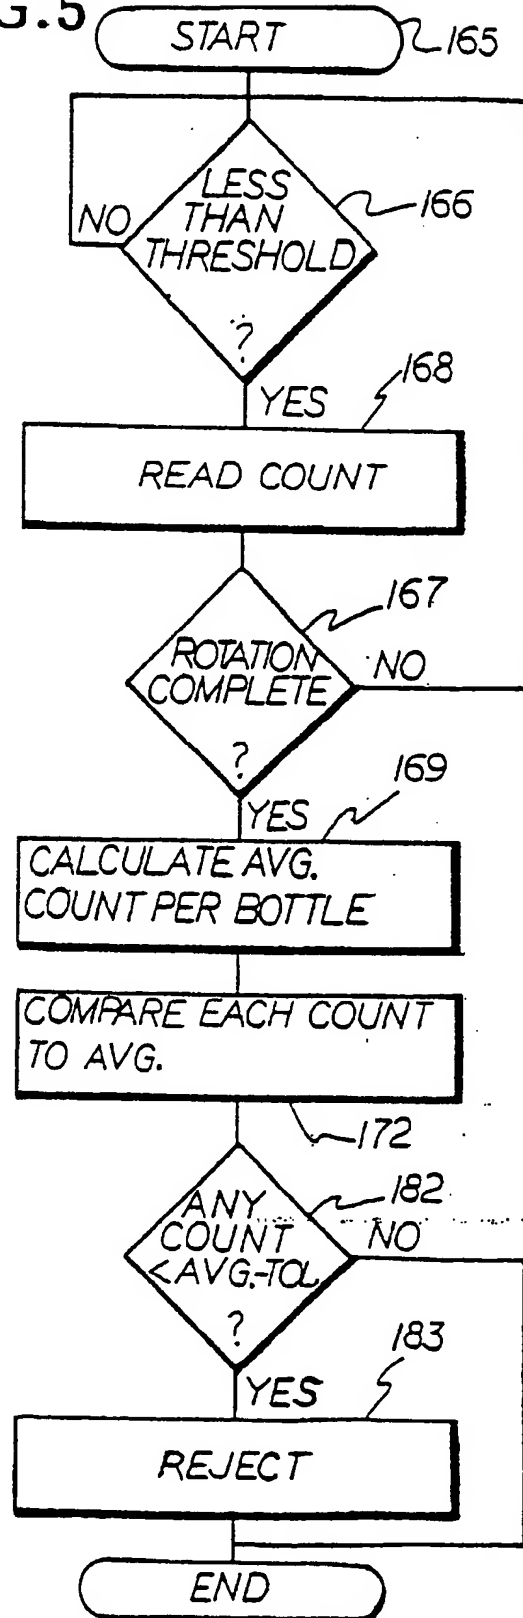 G.5
START
165
LESS
THAN
THRESHOLD
?
166
NO
YES
168
READ COUNT
167
ROTATION
COMPLETE
?
NO
YES
169
CALCULATE AVG.
COUNT PER BOTTLE
COMPARE EACH COUNT
TO AVG.
172
182
ANY
COUNT
<AVG.-TOL
?
NO
YES
183
REJECT
END